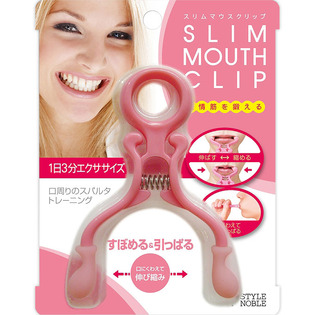 スリムマウスクリップ
SLIM
MOUTH
CLIP
表情筋を鍛える
伸ばす ↔ 縮める
1日3分エクササイズ
口周りのスパルタ
トレーニング
すぼめる&引っぱる
口にくわえて
伸び縮み
STYLE
NOBLE